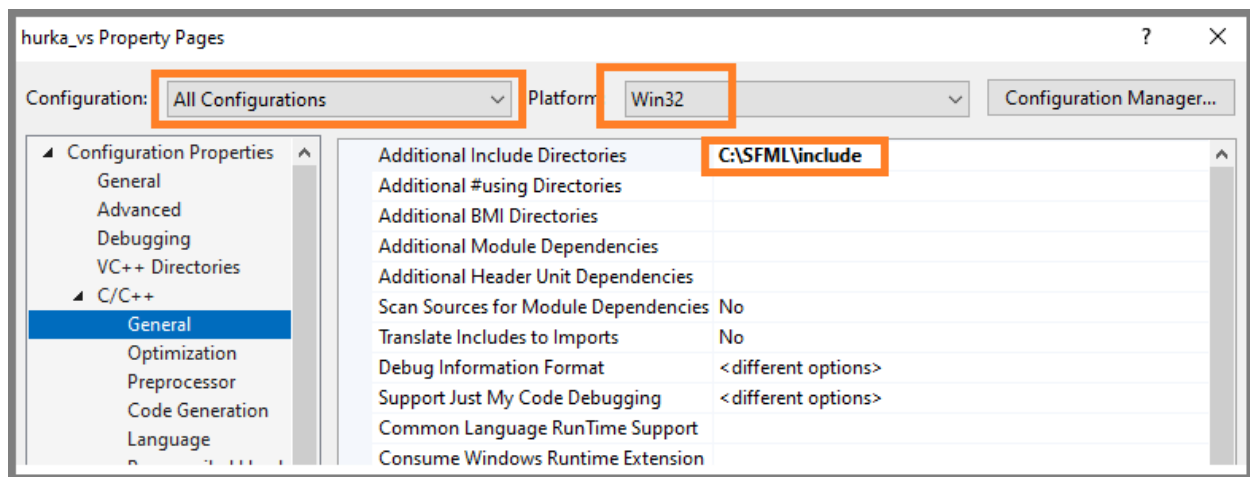 hurka_vs Property Pages ? ×
Configuration: All Configurations Platform Win32 Configuration Manager...
Configuration Properties
General
Advanced
Debugging
VC++ Directories
C/C++
General
Optimization
Preprocessor
Code Generation
Language
Additional Include Directories C:\SFML\include
Additional #using Directories
Additional BMI Directories
Additional Module Dependencies
Additional Header Unit Dependencies
Scan Sources for Module Dependencies No
Translate Includes to Imports No
Debug Information Format <different options>
Support Just My Code Debugging <different options>
Common Language RunTime Support
Consume Windows Runtime Extension